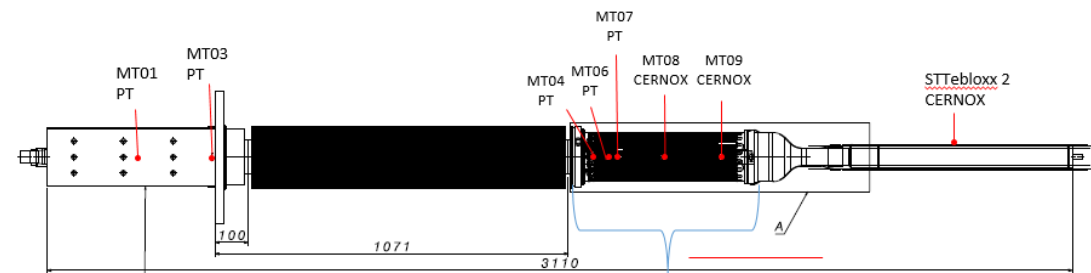 MT01
PT
MT03
PT
MT04
PT
MT06
PT
MT07
PT
MT08
CERNOX
MT09
CERNOX
STTebloxx 2
CERNOX
A
100
1071
3110